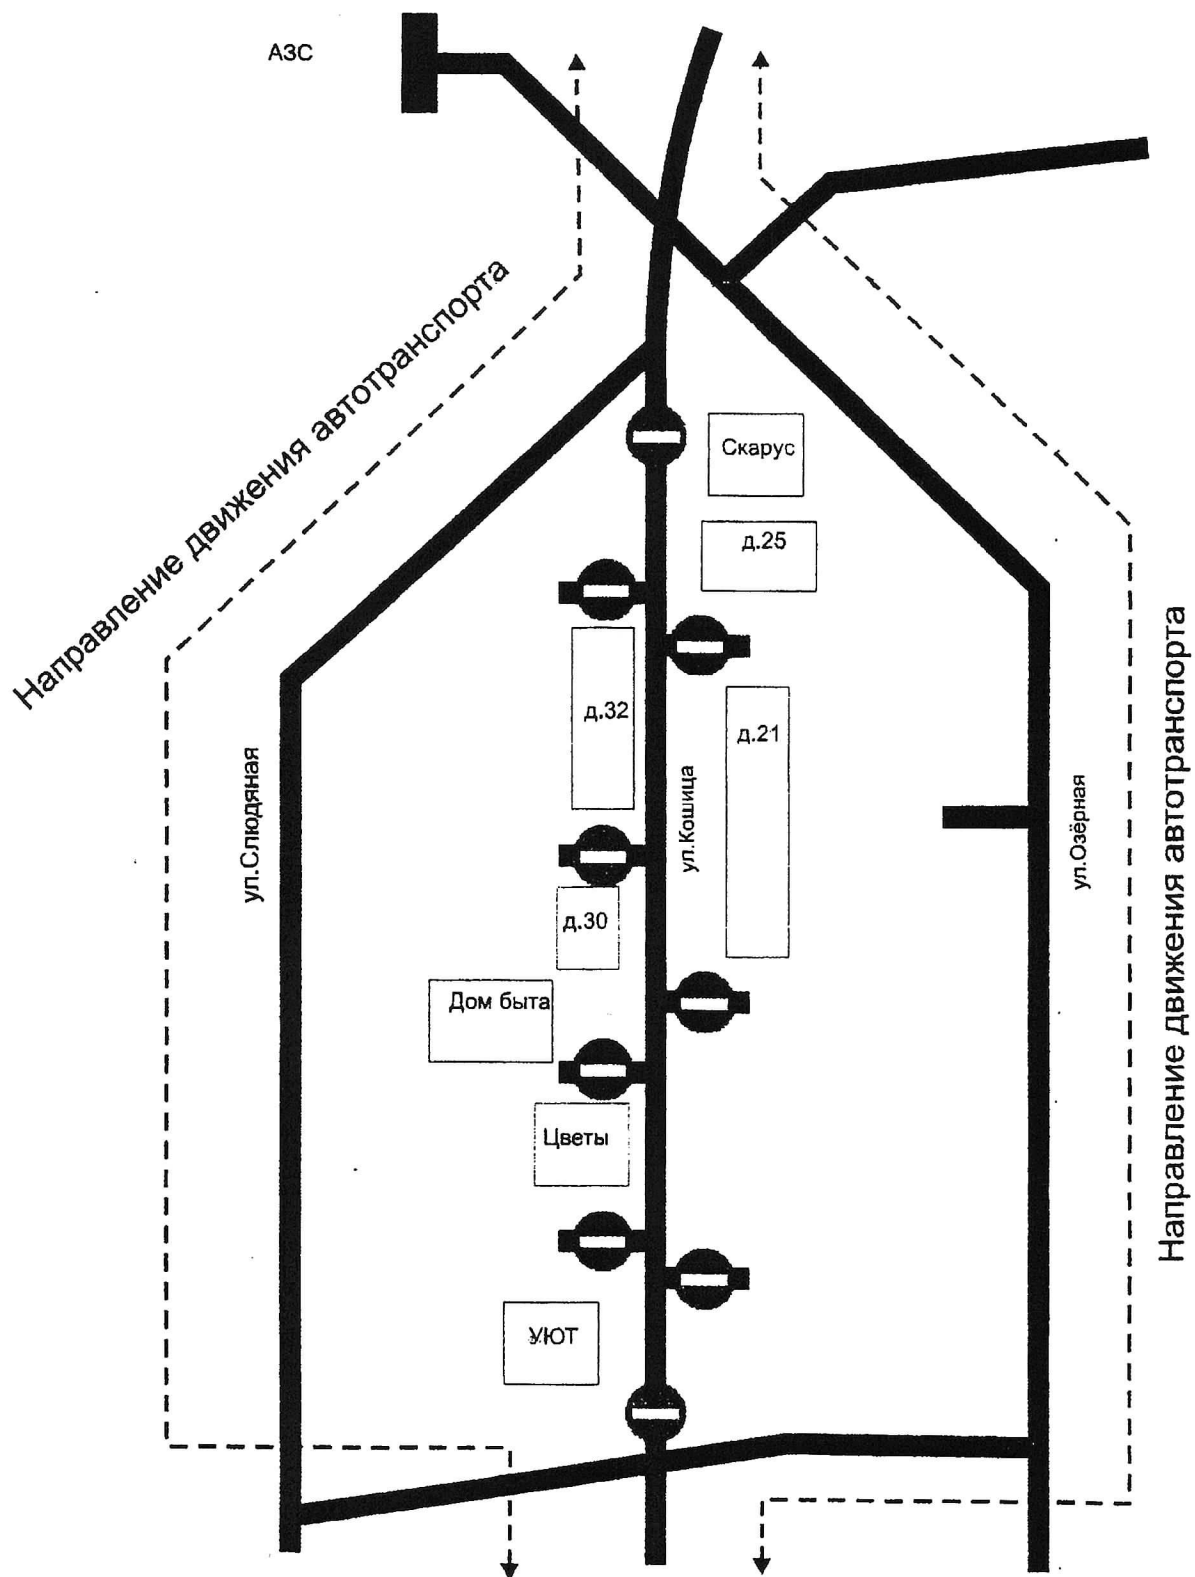 АЗС
Направление движения автотранспорта
Скарус
д.25
д.32
д.21
ул.Слюдяная
ул.Кошица
ул.Озёрная
Направление движения автотранспорта
д.30
Дом быта
Цветы
УЮТ